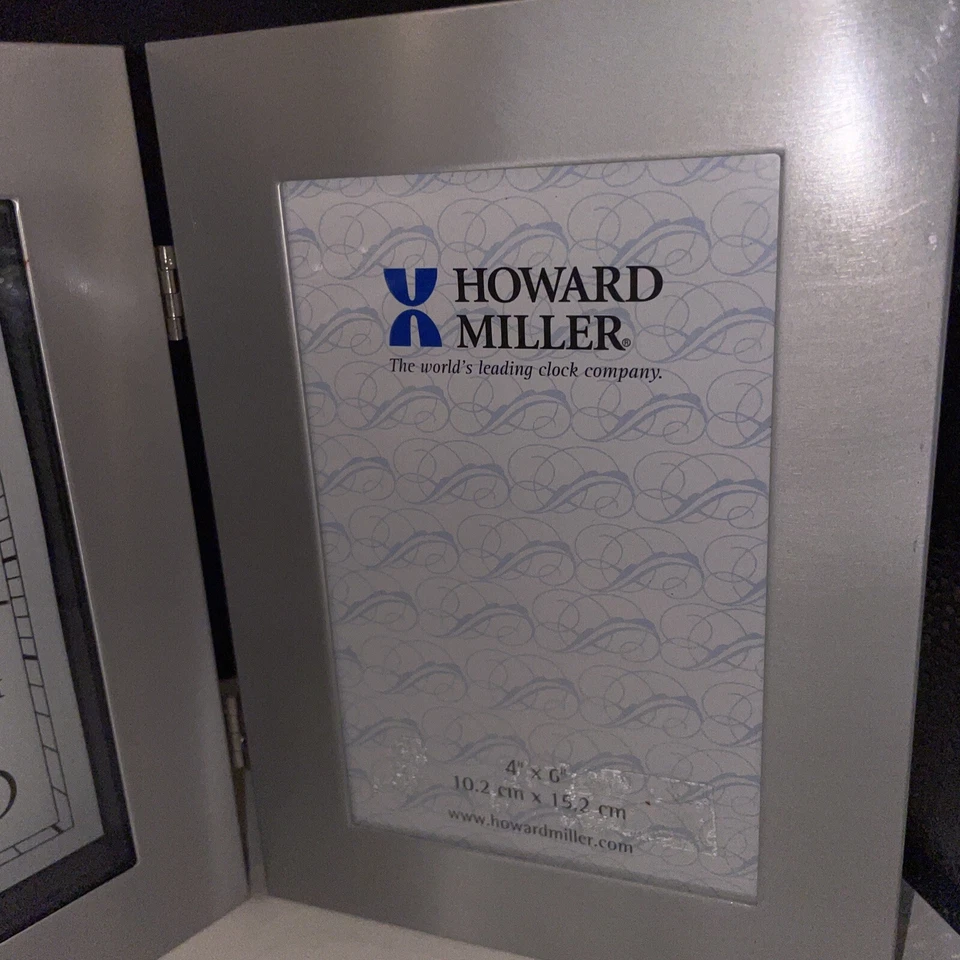 HOWARD
MILLER®
The world's leading clock company.
4" x 6"
10.2 cm x 15.2 cm
www.howardmiller.com